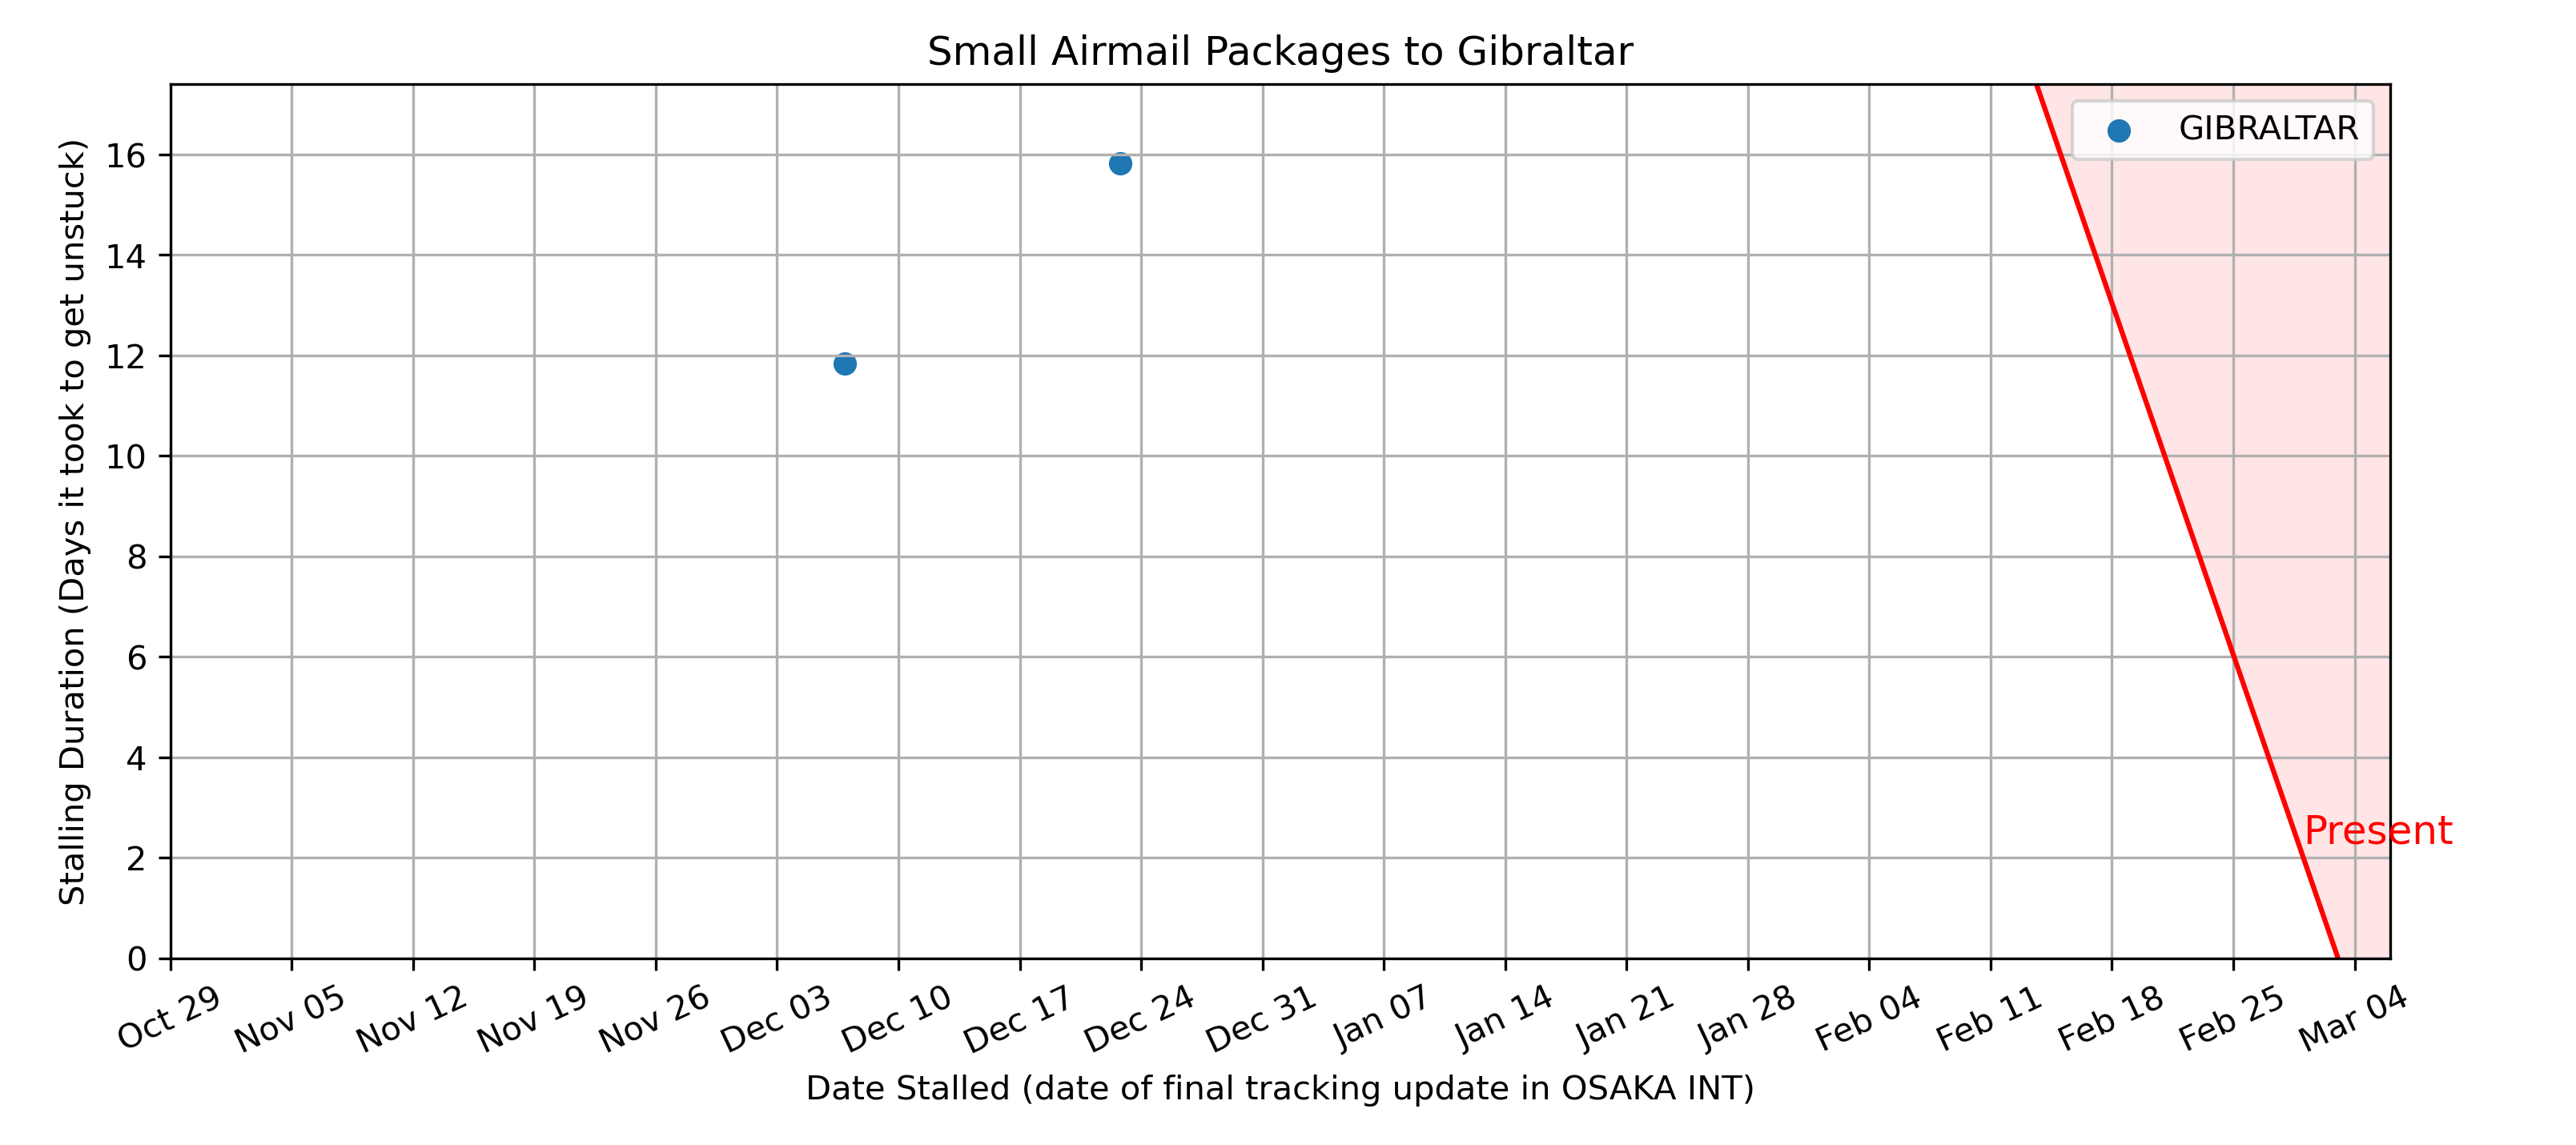 Small Airmail Packages to Gibraltar
GIBRALTAR
Stalling Duration (Days it took to get unstuck)
16
14
12
10
8
6
4
2
0
Present
Oct 29
Nov 05
Nov 12
Nov 19
Nov 26
Dec 03
Dec 10
Dec 17
Dec 24
Dec 31
Jan 07
Jan 14
Jan 21
Jan 28
Feb 04
Feb 11
Feb 18
Feb 25
Mar 04
Date Stalled (date of final tracking update in OSAKA INT)